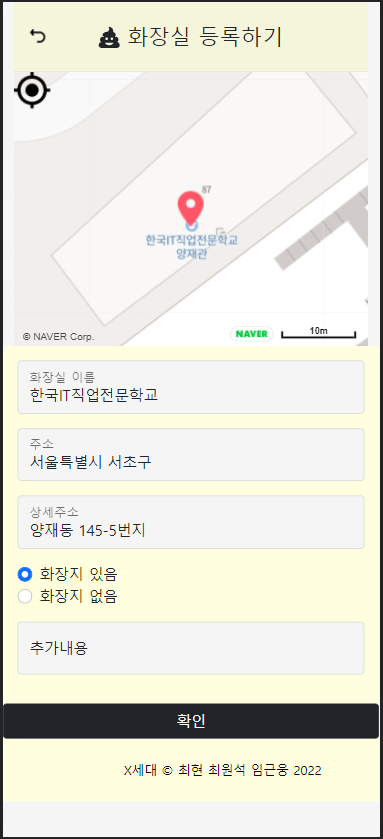 화장실 등록하기
87
한국IT직업전문학교
양재관
© NAVER Corp.
NAVER
10m
화장실 이름
한국IT직업전문학교
주소
서울특별시 서초구
상세주소
양재동 145-5번지
화장지 있음
화장지 없음
추가내용
확인
X세대 © 최현 최원석 임근웅 2022